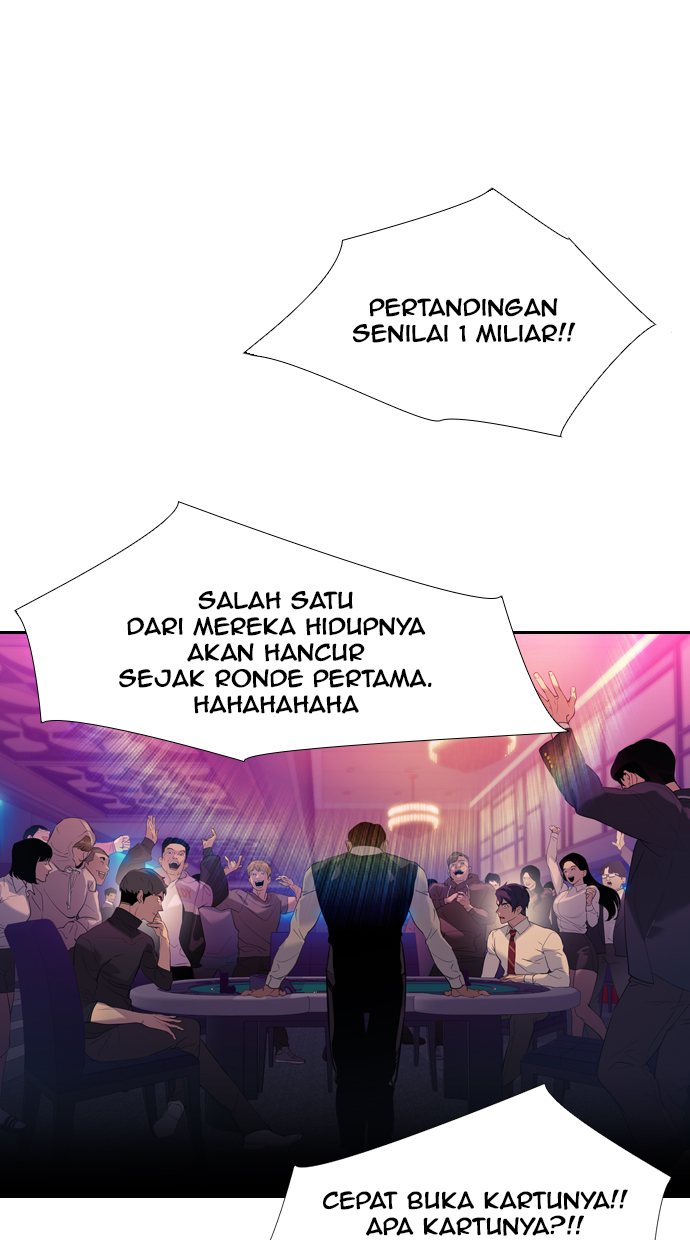 PERTANDINGAN
SENILAI 1 MILIAR!!
SALAH SATU
DARI MEREKA HIDUPNYA
AKAN HANCUR
SEJAK RONDE PERTAMA.
HAHAHAHAHA
CEPAT BUKA KARTUNYA!!
APA KARTUNYA?!!